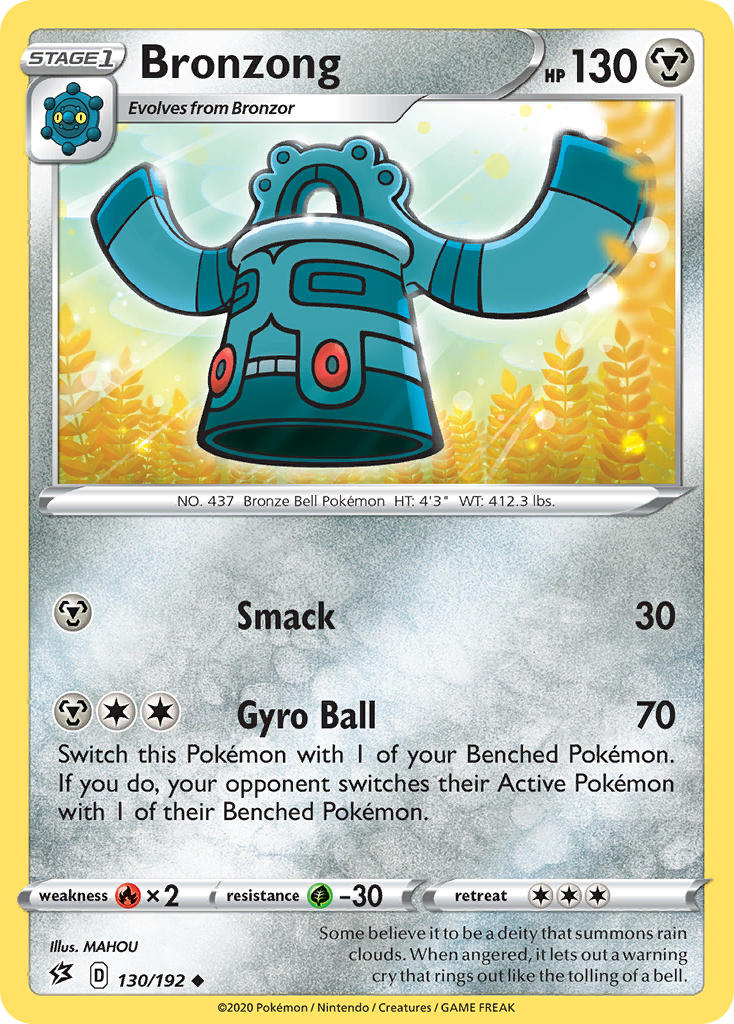 STAGE 1
Bronzong
HP 130
Evolves from Bronzor
NO. 437 Bronze Bell Pokémon HT: 4'3" WT: 412.3 lbs.
Smack 30
Gyro Ball 70
Switch this Pokémon with 1 of your Benched Pokémon.
If you do, your opponent switches their Active Pokémon
with 1 of their Benched Pokémon.
weakness ×2 resistance -30 retreat
Illus. MAHOU
D 130/192
Some believe it to be a deity that summons rain
clouds. When angered, it lets out a warning
cry that rings out like the tolling of a bell.
©2020 Pokémon / Nintendo / Creatures / GAME FREAK